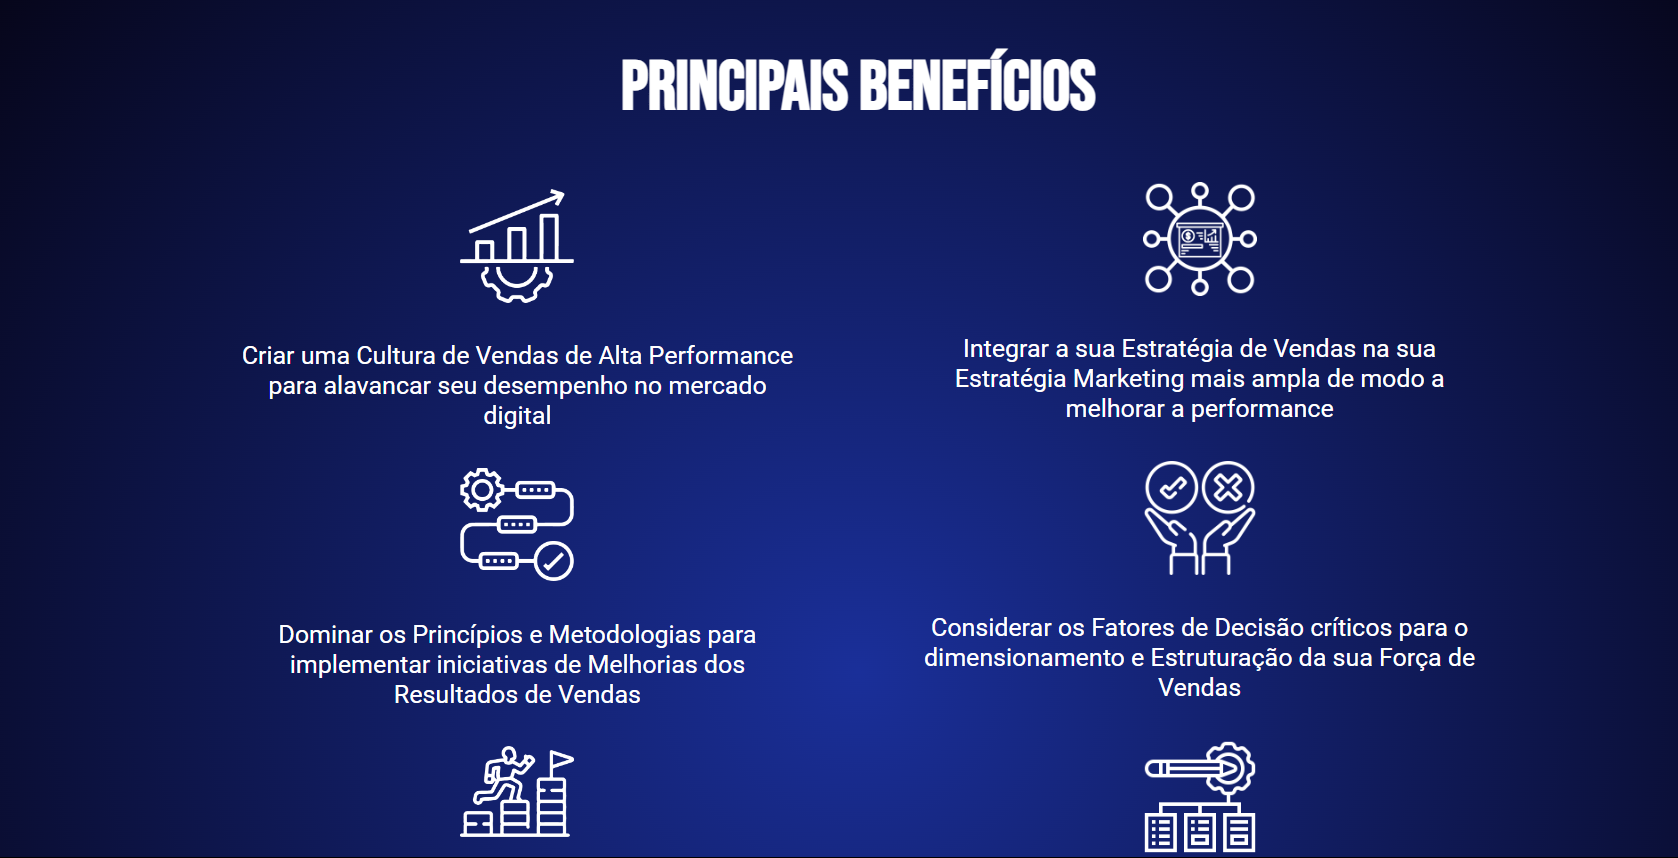 PRINCIPAIS BENEFÍCIOS
Criar uma Cultura de Vendas de Alta Performance
para alavancar seu desempenho no mercado
digital
Integrar a sua Estratégia de Vendas na sua
Estratégia Marketing mais ampla de modo a
melhorar a performance
Dominar os Princípios e Metodologias para
implementar iniciativas de Melhorias dos
Resultados de Vendas
Considerar os Fatores de Decisão críticos para o
dimensionamento e Estruturação da sua Força de
Vendas